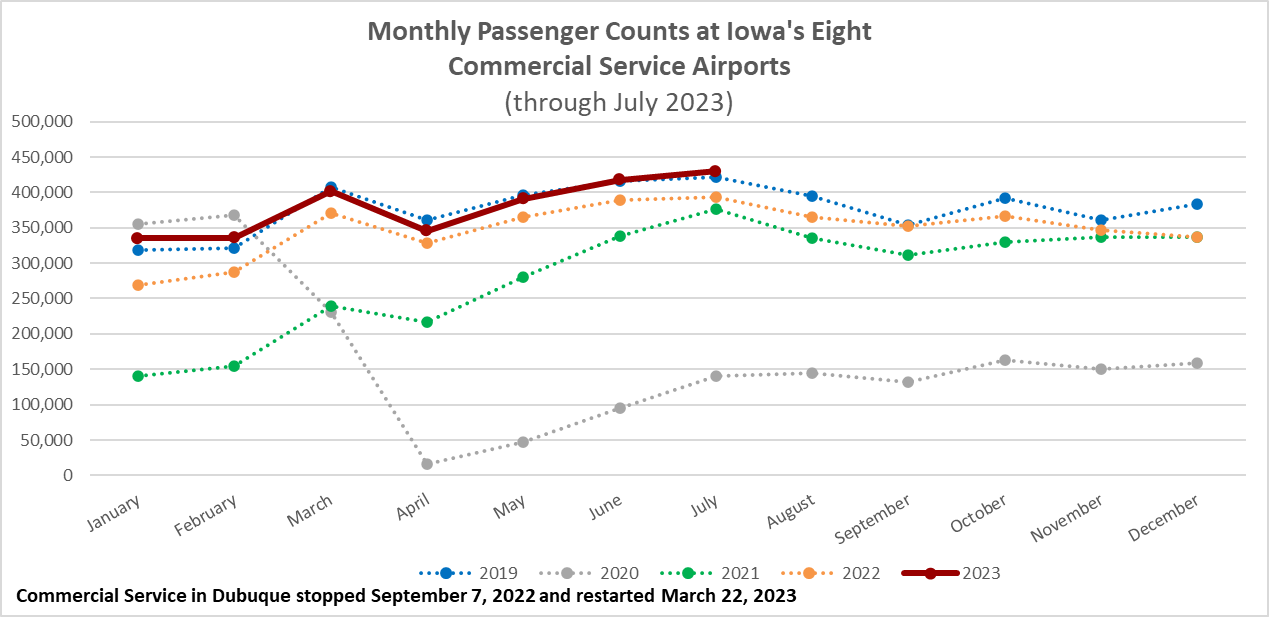 Monthly Passenger Counts at Iowa's Eight
Commercial Service Airports
(through July 2023)
500,000
450,000
400,000
350,000
300,000
250,000
200,000
150,000
100,000
50,000
0
January
February
March
April
May
June
July
August
September
October
November
December
2019
2020
2021
2022
2023
Commercial Service in Dubuque stopped September 7, 2022 and restarted March 22, 2023